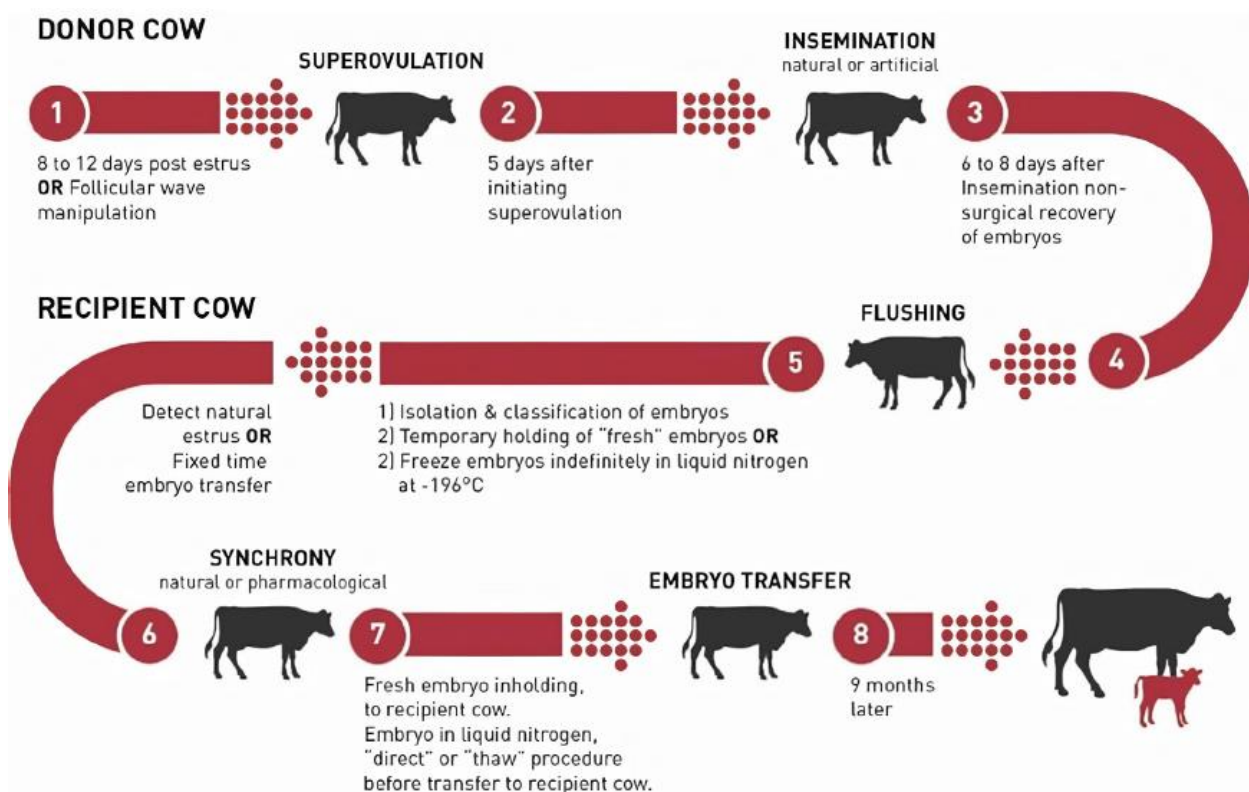 DONOR COW
SUPEROVULATION
INSEMINATION
natural or artificial
1
2
3
8 to 12 days post estrus
OR Follicular wave
manipulation
5 days after
initiating
superovulation
6 to 8 days after
Insemination non-
surgical recovery
of embryos
RECIPIENT COW
FLUSHING
4
5
Detect natural
estrus OR
Fixed time
embryo transfer
1) Isolation & classification of embryos
2) Temporary holding of "fresh" embryos OR
2) Freeze embryos indefinitely in liquid nitrogen
at -196°C
SYNCHRONY
natural or pharmacological
EMBRYO TRANSFER
6
7
8
Fresh embryo inholding,
to recipient cow.
Embryo in liquid nitrogen,
"direct" or "thaw" procedure
before transfer to recipient cow.
9 months
later